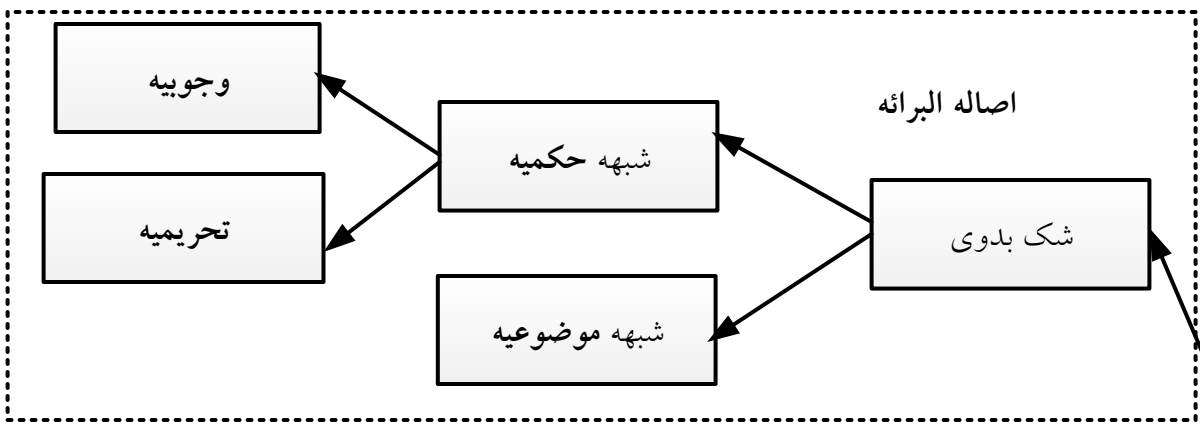 اصاله البرائه
شک بدوی
شبهه حکمیه
شبهه موضوعیه
وجوبیه
تحریمیه